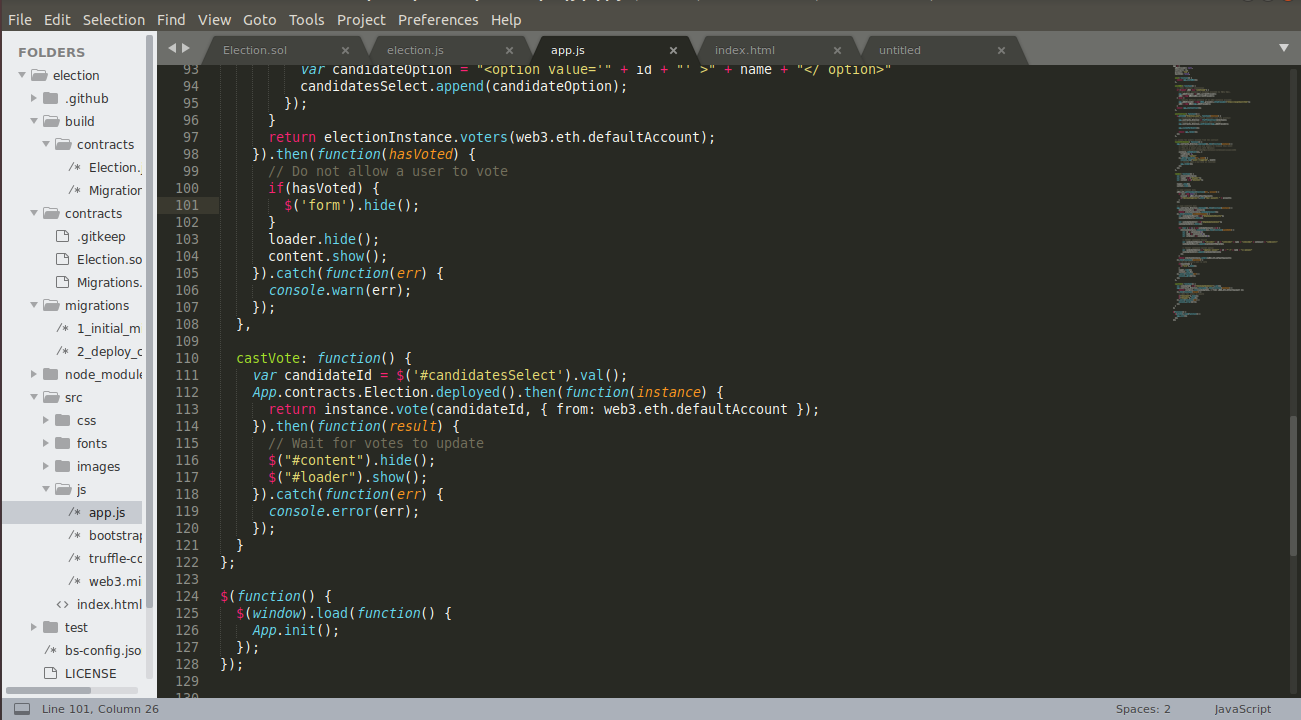 File Edit Selection Find View Goto Tools Project Preferences Help
FOLDERS
election
.github
build
contracts
Election.
Migration
contracts
.gitkeep
Election.so
Migrations.
migrations
1_initial_m
2_deploy_c
node_module
src
css
fonts
images
js
app.js
bootstrap
truffle-co
web3.mi
index.html
test
bs-config.jso
LICENSE
Election.sol × election.js × app.js × index.html × untitled ×
93 var candidateOption = "<option value='" + id + "' >" + name + "</ option>"
94 candidatesSelect.append(candidateOption);
95 });
96 }
97 return electionInstance.voters(web3.eth.defaultAccount);
98 }).then(function(hasVoted) {
99 // Do not allow a user to vote
100 if(hasVoted) {
101 $('form').hide();
102 }
103 loader.hide();
104 content.show();
105 }).catch(function(err) {
106 console.warn(err);
107 });
108 },
109
110 castVote: function() {
111 var candidateId = $('#candidatesSelect').val();
112 App.contracts.Election.deployed().then(function(instance) {
113 return instance.vote(candidateId, { from: web3.eth.defaultAccount });
114 }).then(function(result) {
115 // Wait for votes to update
116 $("#content").hide();
117 $("#loader").show();
118 }).catch(function(err) {
119 console.error(err);
120 });
121 }
122 };
123
124 $(function() {
125 $(window).load(function() {
126 App.init();
127 });
128 });
129
130
Line 101, Column 26 Spaces: 2 JavaScript